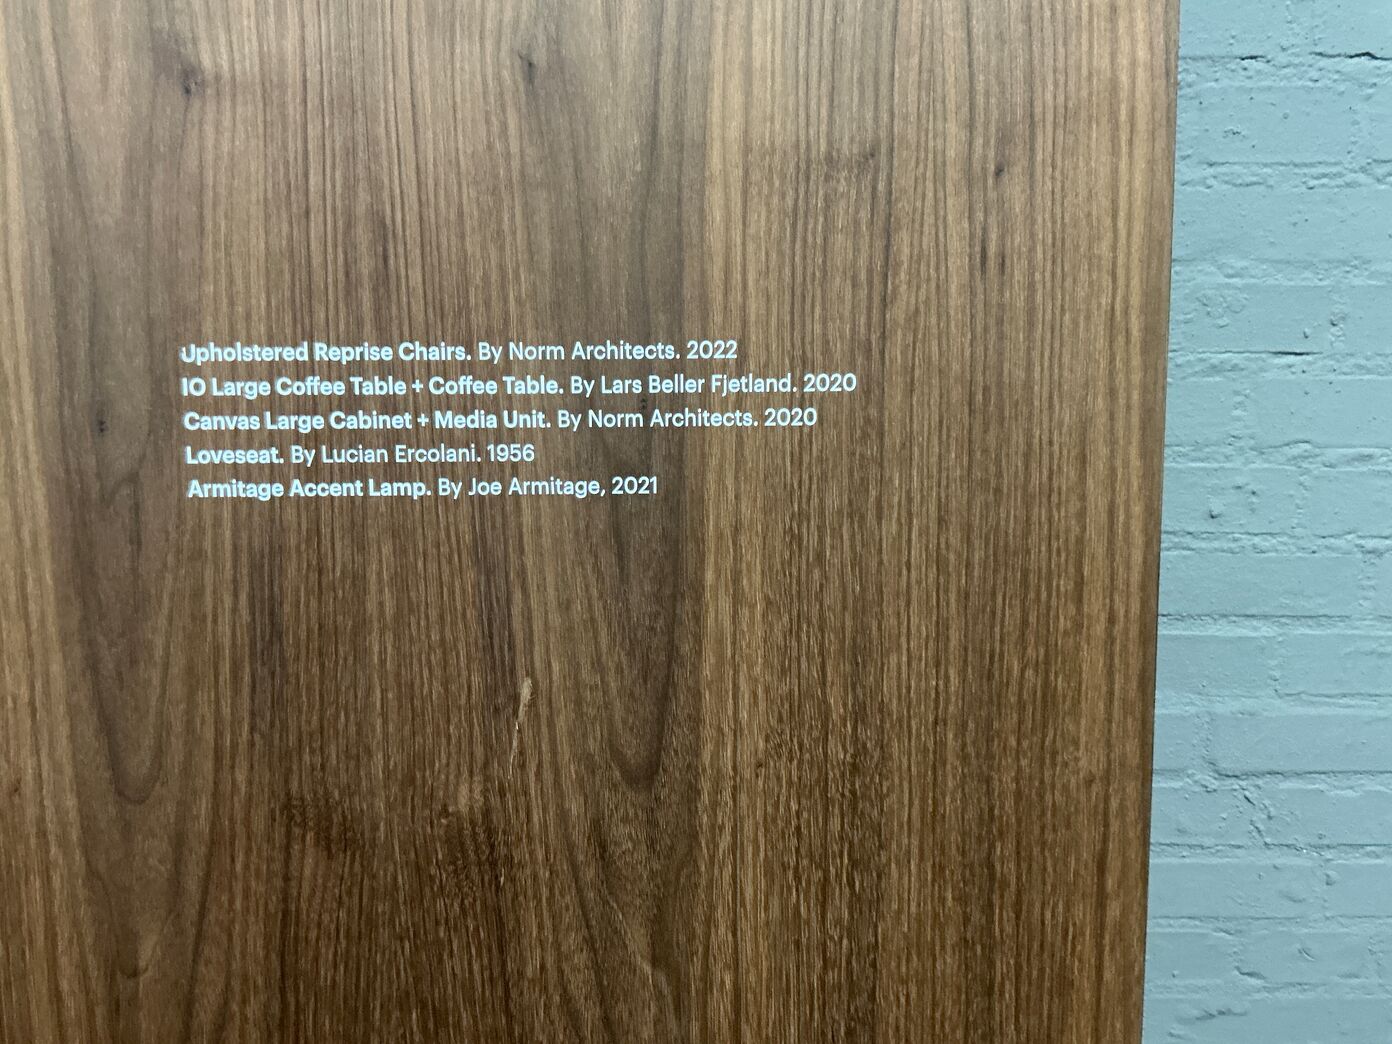 Upholstered Reprise Chairs. By Norm Architects. 2022
IO Large Coffee Table + Coffee Table. By Lars Beller Fjetland. 2020
Canvas Large Cabinet + Media Unit. By Norm Architects. 2020
Loveseat. By Lucian Ercolani. 1956
Armitage Accent Lamp. By Joe Armitage, 2021